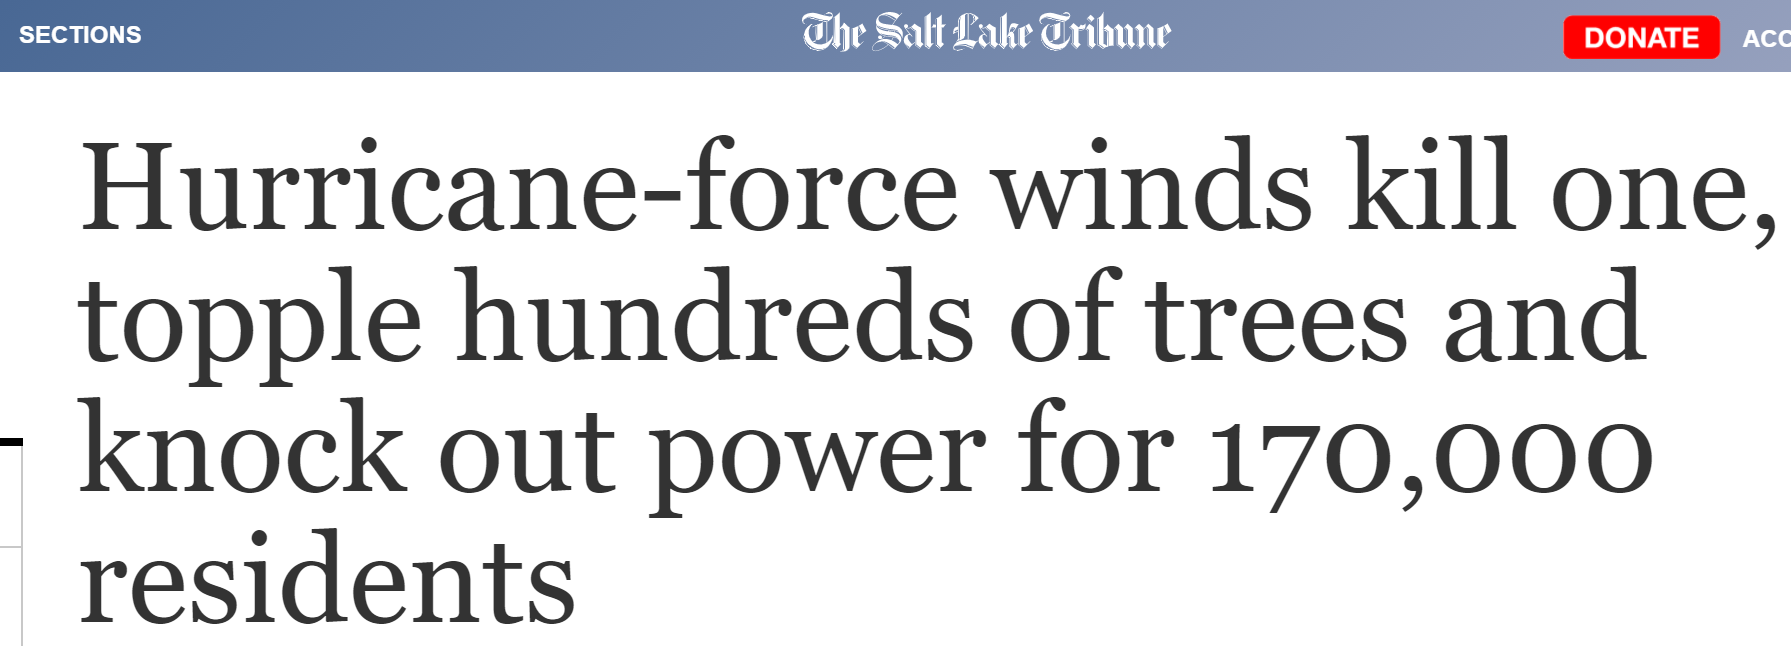 SECTIONS The Salt Lake Tribune DONATE ACC
Hurricane-force winds kill one,
topple hundreds of trees and
knock out power for 170,000
residents